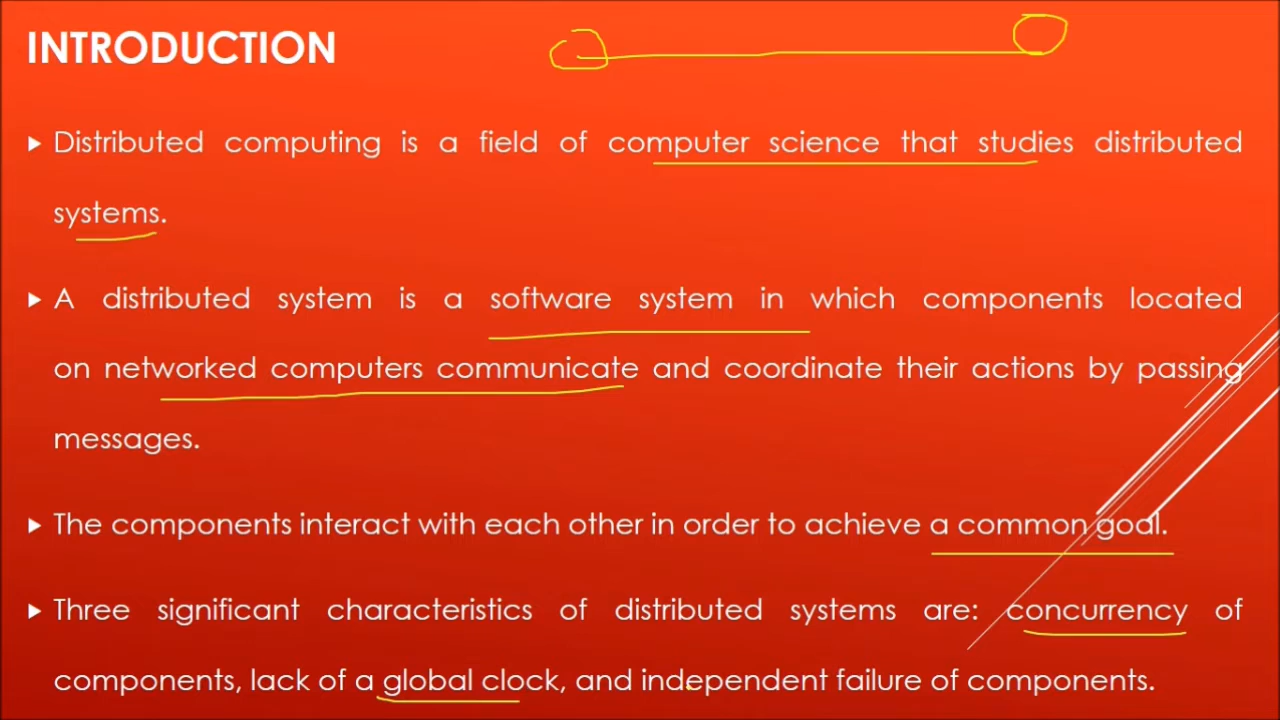 INTRODUCTION
Distributed computing is a field of computer science that studies distributed
systems.
A distributed system is a software system in which components located
on networked computers communicate and coordinate their actions by passing
messages.
The components interact with each other in order to achieve a common goal.
Three significant characteristics of distributed systems are: concurrency of
components, lack of a global clock, and independent failure of components.